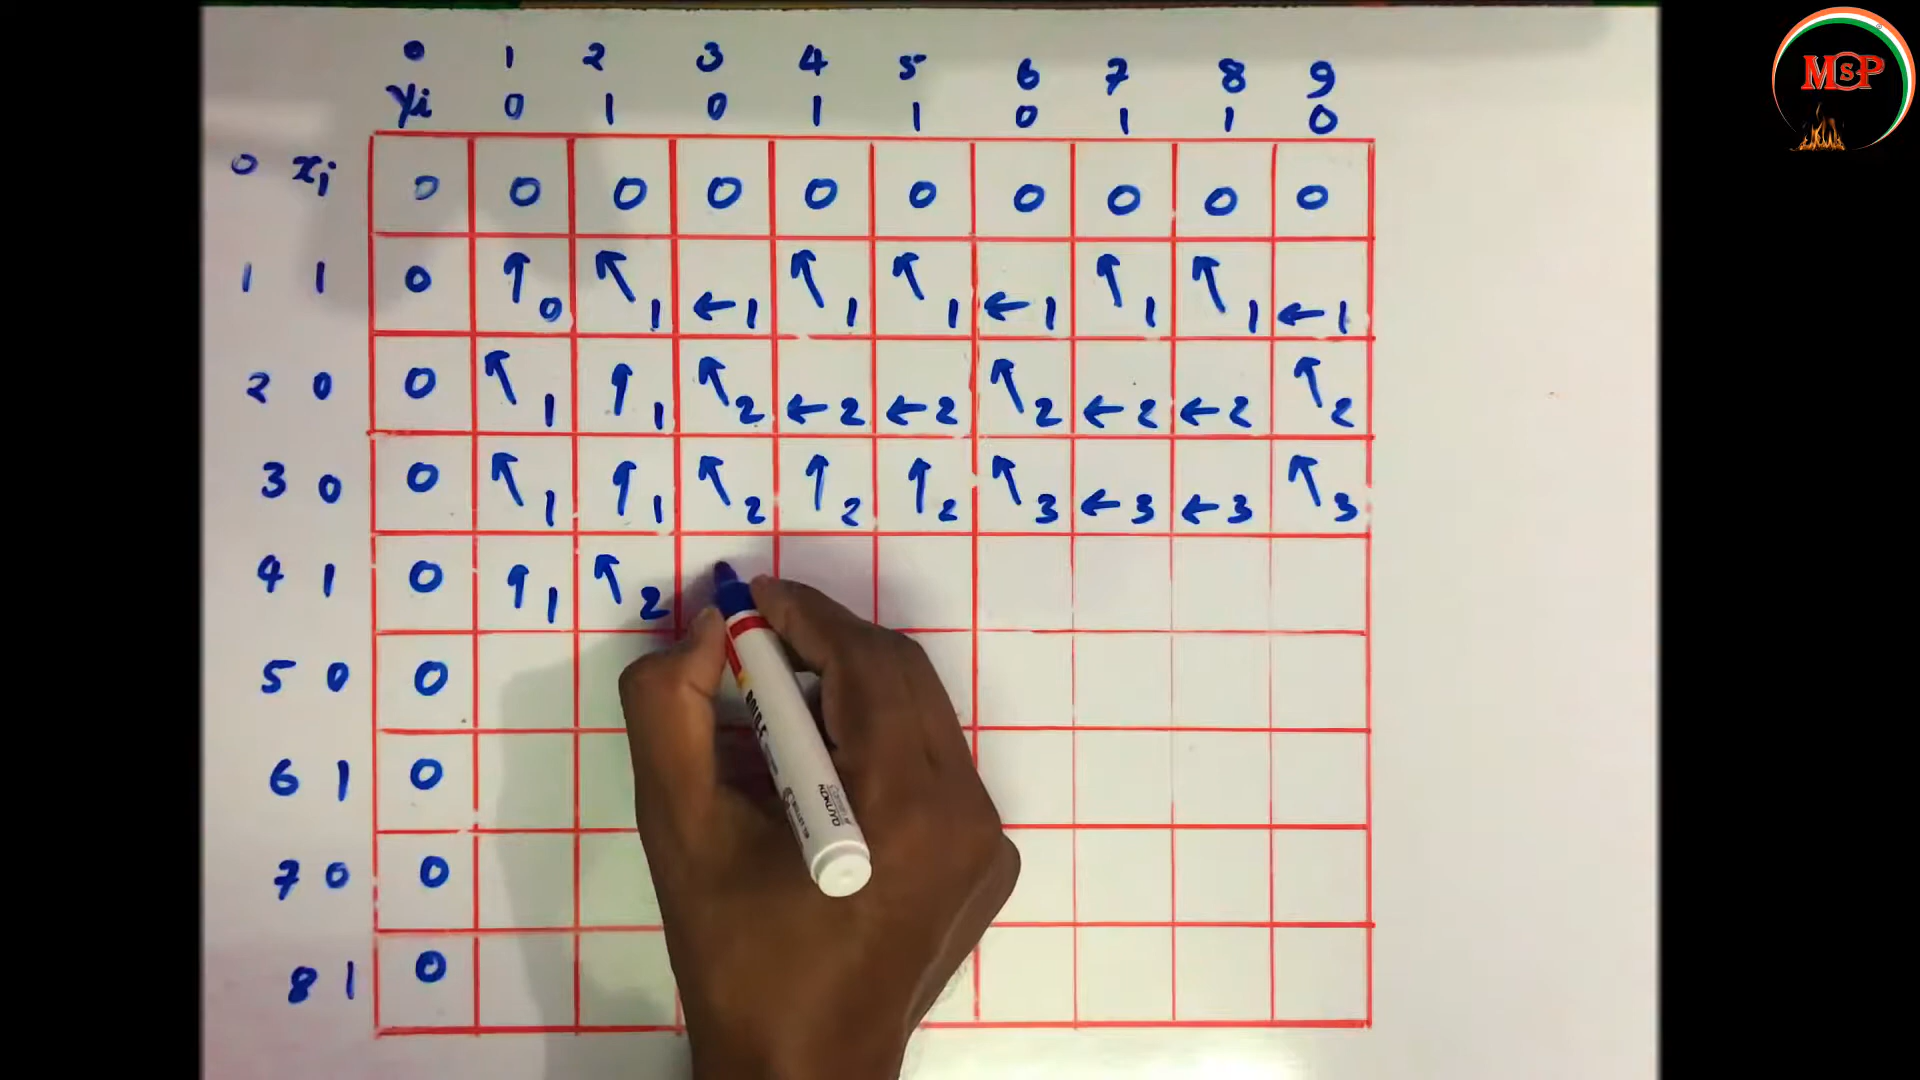 0 1 2 3 4 5 6 7 8 9
yi 0 1 0 1 1 0 1 1 0
0 xi 0 0 0 0 0 0 0 0 0 0
1 1 0 ↑0 ↖1 ←1 ↖1 ↖1 ←1 ↖1 ↖1 ←1
2 0 0 ↖1 ↑1 ↖2 ←2 ←2 ↖2 ←2 ←2 ↖2
3 0 0 ↖1 ↑1 ↖2 ↑2 ↑2 ↖3 ←3 ←3 ↖3
4 1 0 ↑1 ↖2
5 0 0
6 1 0
7 0 0
8 1 0
MSP
KOKUYO
Camlin